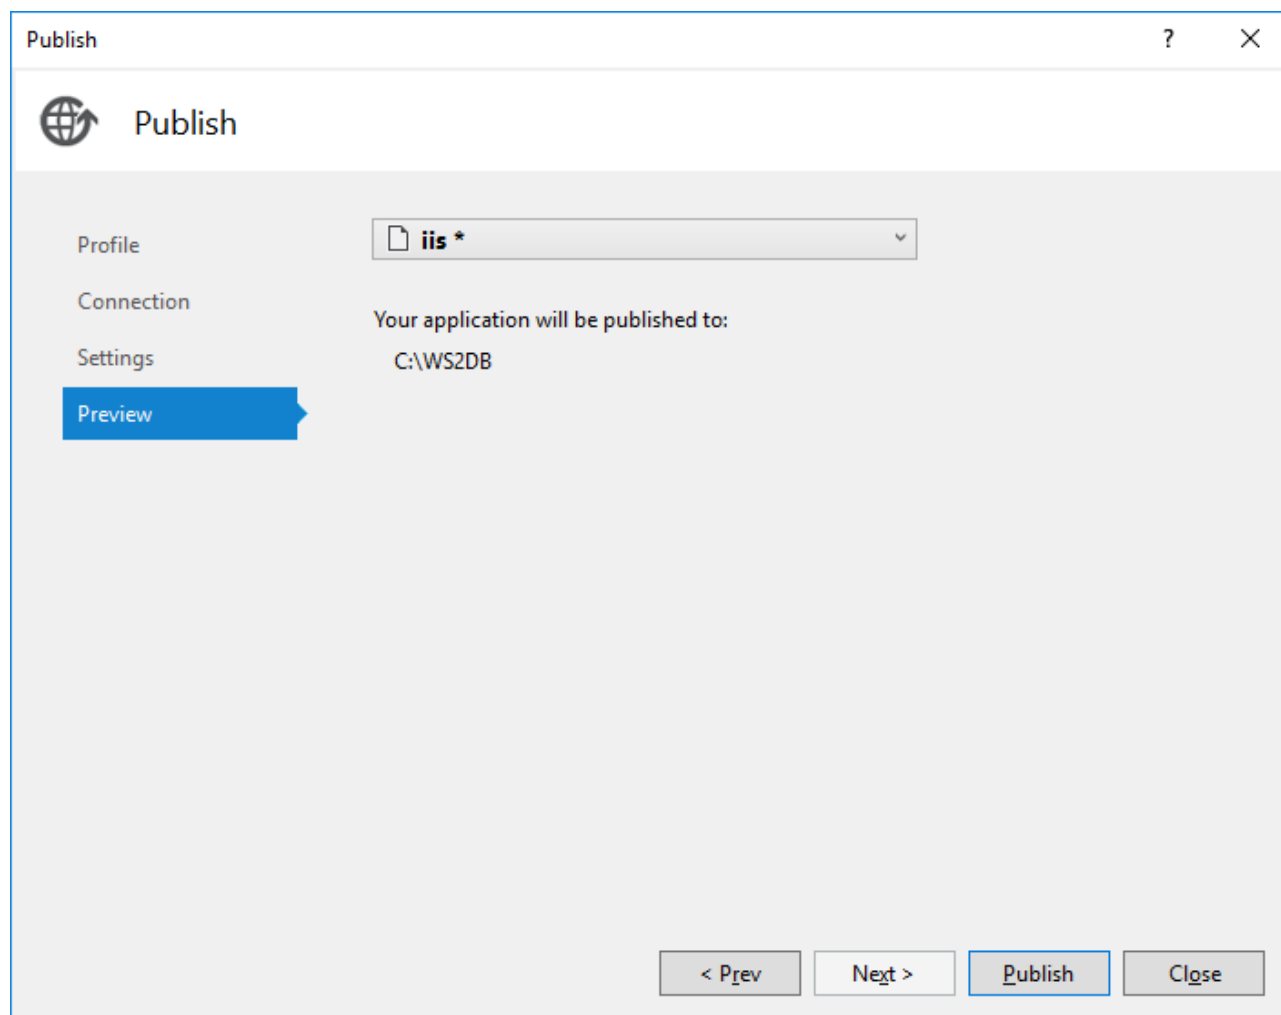 Publish
?
Publish
Profile
iis *
Connection
Your application will be published to:
Settings
C:\WS2DB
Preview
< Prev
Next >
Publish
Close